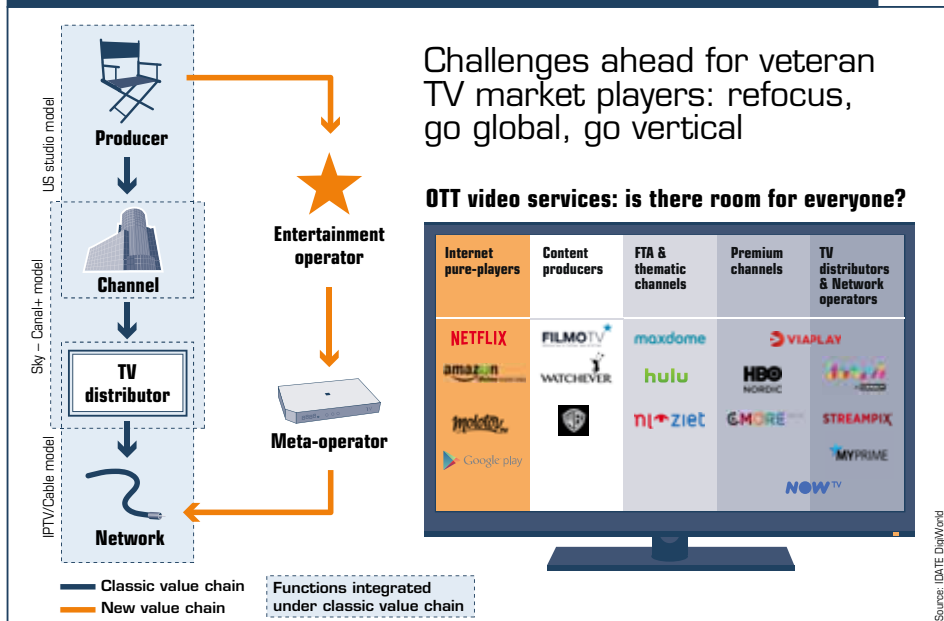 Challenges ahead for veteran
TV market players: refocus,
go global, go vertical
US studio model
Sky – Canal+ model
IPTV/Cable model
Producer
Channel
TV
distributor
Network
Entertainment
operator
Meta-operator
Classic value chain
New value chain
Functions integrated
under classic value chain
OTT video services: is there room for everyone?
Internet
pure-players
Content
producers
FTA &
thematic
channels
Premium
channels
TV
distributors
& Network
operators
NETFLIX
amazon
molotov
Google play
FILMOTV
WATCHEVER
WB
maxdome
hulu
nl ziet
VIAPLAY
HBO
NORDIC
C MORE
STREAMPIX
MYPRIME
NOW TV
Source: IDATE DigiWorld